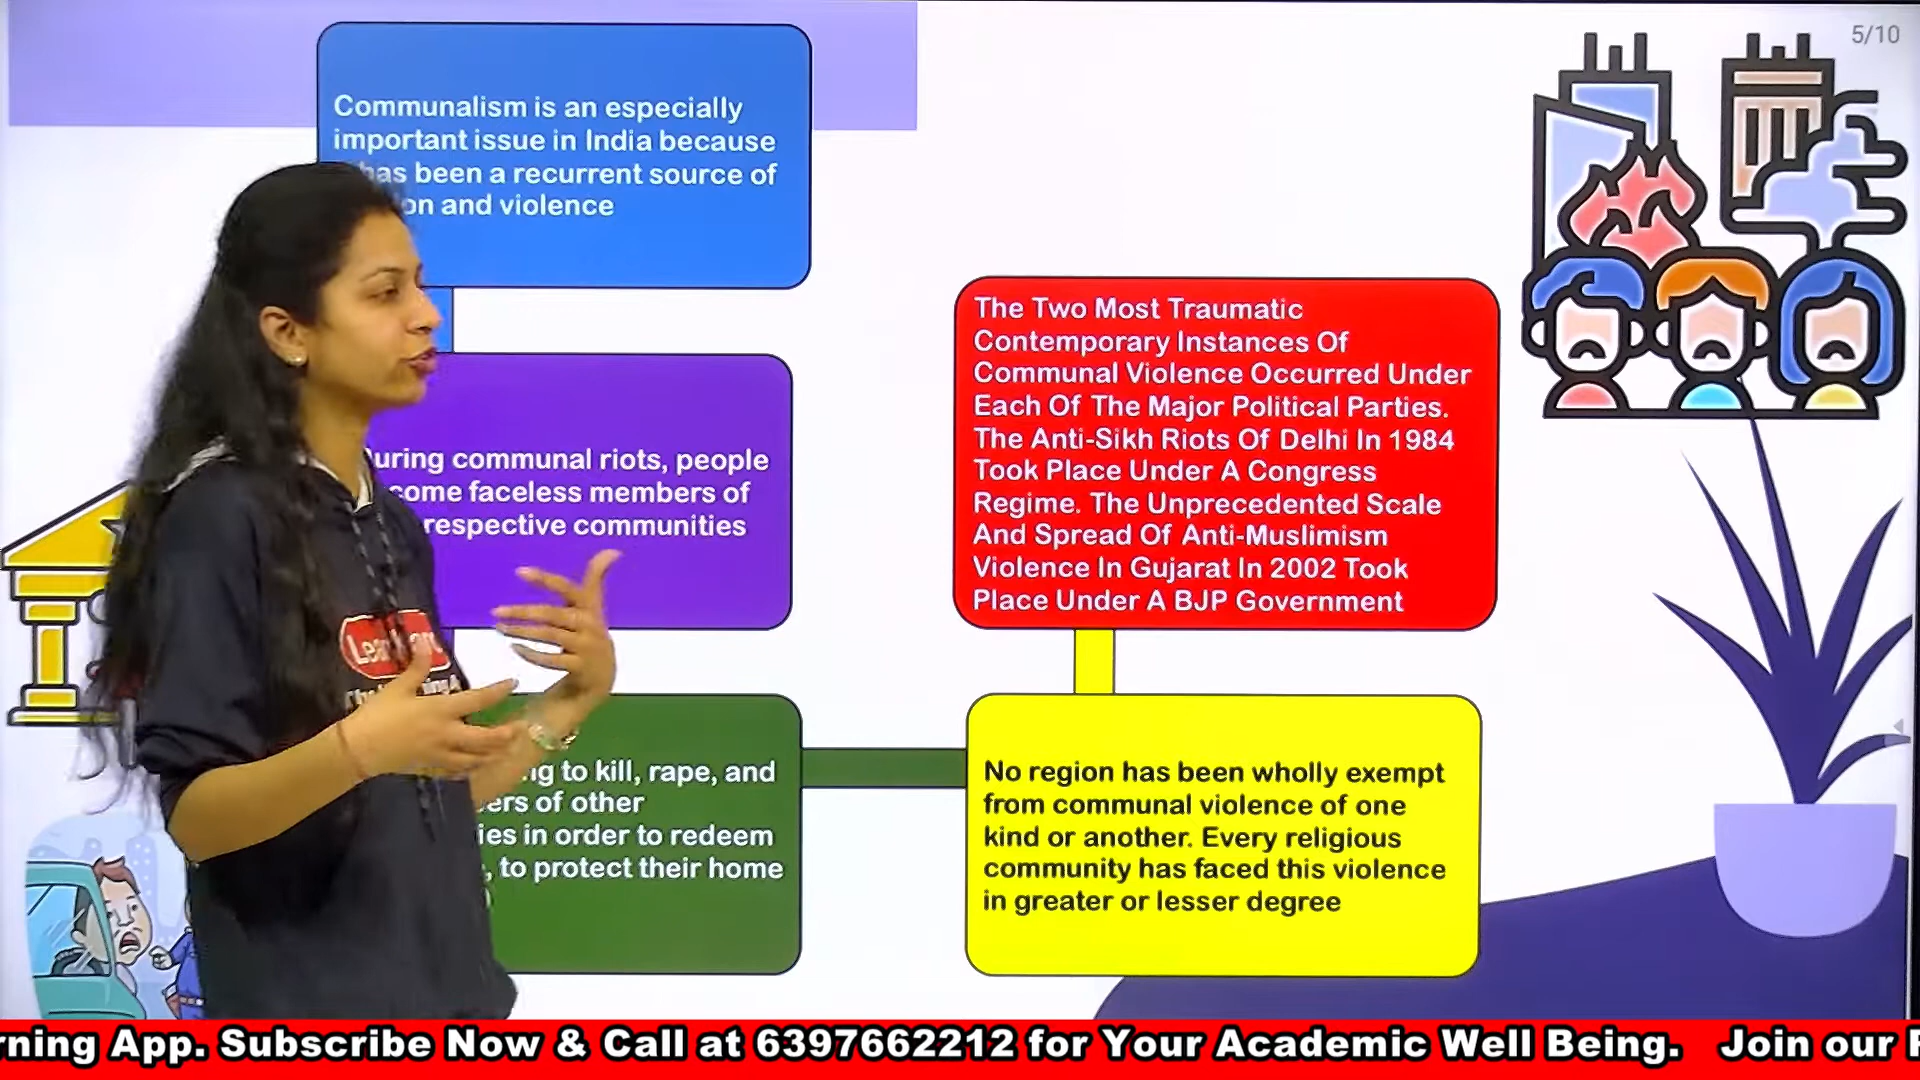 5/10
Communalism is an especially
important issue in India because
has been a recurrent source of
and violence
uring communal riots, people
come faceless members of
respective communities
to kill, rape, and
of other
in order to redeem
, to protect their home
The Two Most Traumatic
Contemporary Instances Of
Communal Violence Occurred Under
Each Of The Major Political Parties.
The Anti-Sikh Riots Of Delhi In 1984
Took Place Under A Congress
Regime. The Unprecedented Scale
And Spread Of Anti-Muslimism
Violence In Gujarat In 2002 Took
Place Under A BJP Government
No region has been wholly exempt
from communal violence of one
kind or another. Every religious
community has faced this violence
in greater or lesser degree
rning App. Subscribe Now & Call at 6397662212 for Your Academic Well Being. Join our